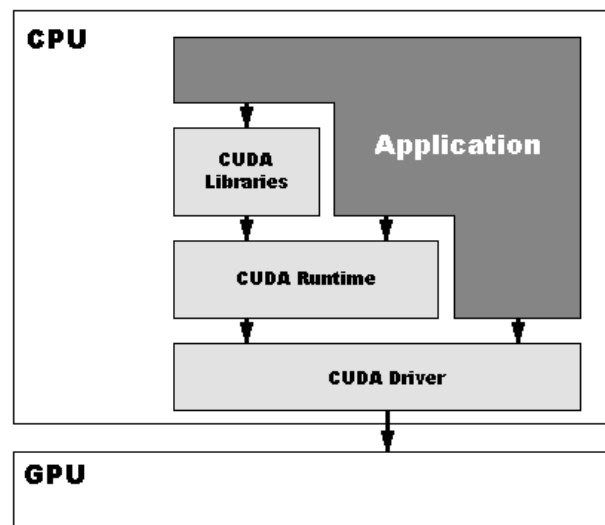 CPU
Application
CUDA
Libraries
CUDA Runtime
CUDA Driver
GPU